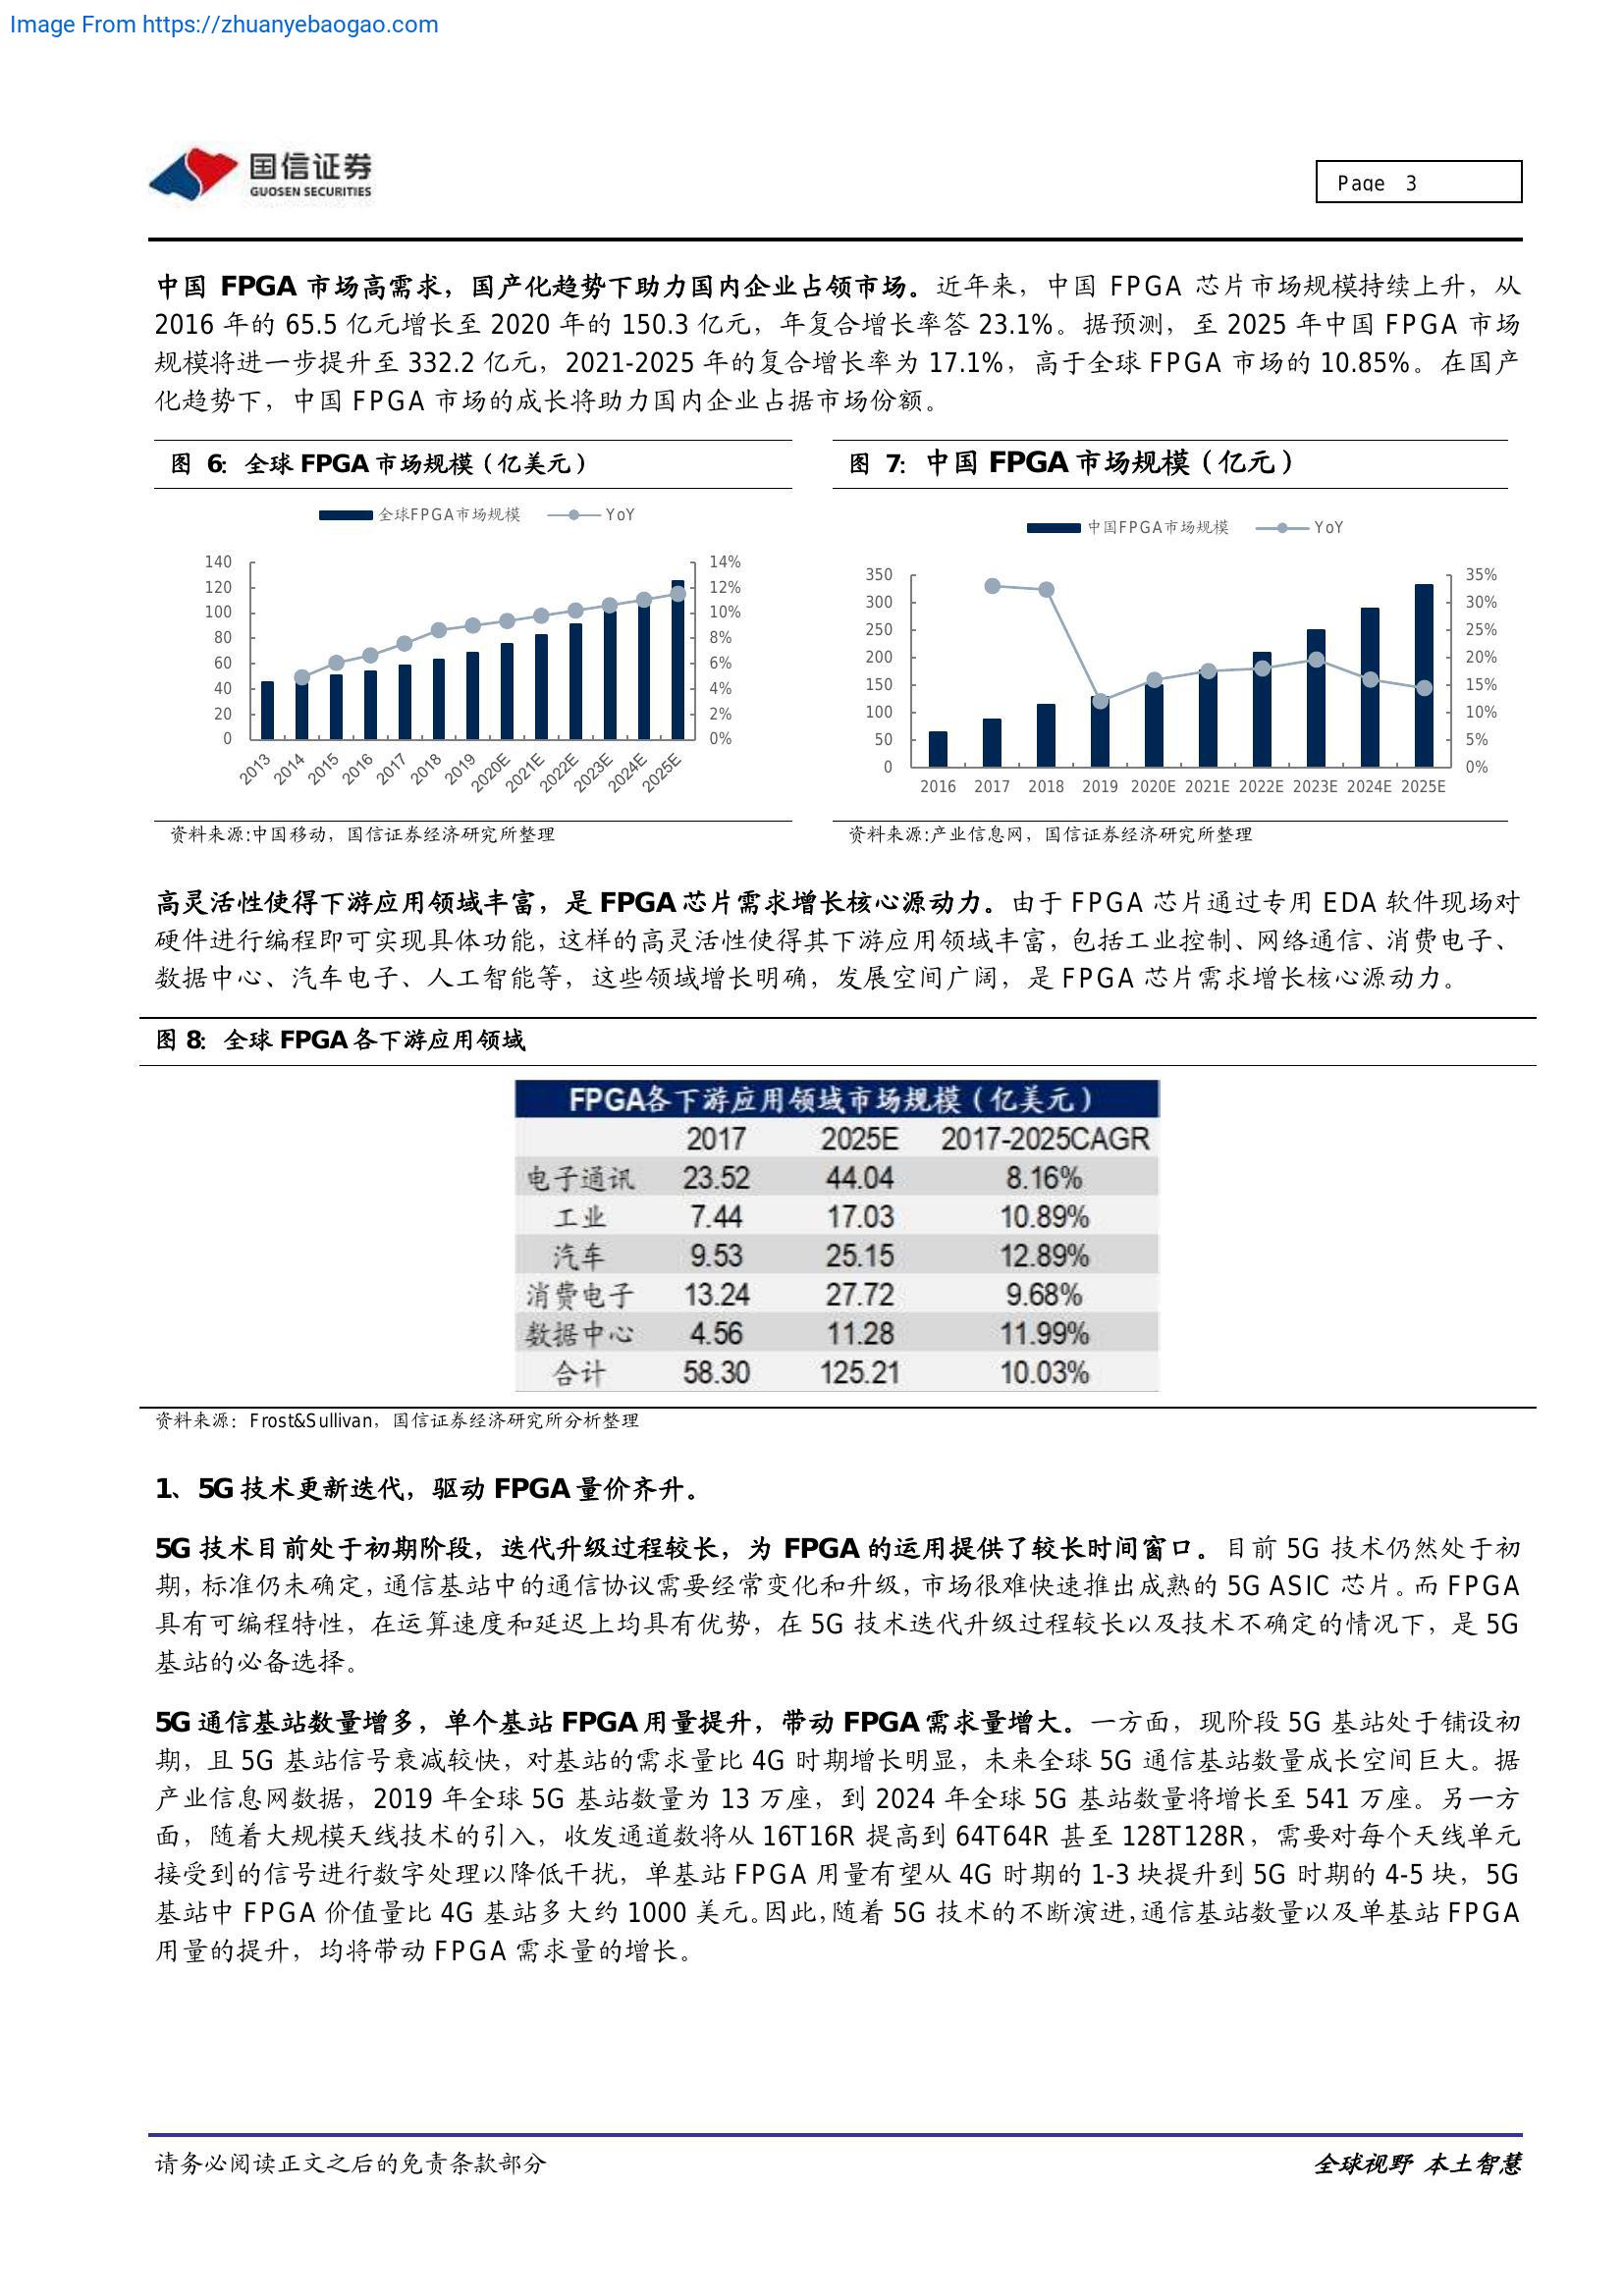 Image From https://zhuanyebaogao.com
国信证券
GUOSEN SECURITIES
Page 3
中国 FPGA 市场高需求，国产化趋势下助力国内企业占领市场。近年来，中国 FPGA 芯片市场规模持续上升，从
2016 年的 65.5 亿元增长至 2020 年的 150.3 亿元，年复合增长率答 23.1%。据预测，至 2025 年中国 FPGA 市场
规模将进一步提升至 332.2 亿元，2021-2025 年的复合增长率为 17.1%，高于全球 FPGA 市场的 10.85%。在国产
化趋势下，中国 FPGA 市场的成长将助力国内企业占据市场份额。
图 6：全球 FPGA 市场规模（亿美元）
全球FPGA市场规模 YoY
140 14%
120 12%
100 10%
80 8%
60 6%
40 4%
20 2%
0 0%
2013 2014 2015 2016 2017 2018 2019 2020E 2021E 2022E 2023E 2024E 2025E
资料来源:中国移动，国信证券经济研究所整理
图 7：中国 FPGA 市场规模（亿元）
中国FPGA市场规模 YoY
350 35%
300 30%
250 25%
200 20%
150 15%
100 10%
50 5%
0 0%
2016 2017 2018 2019 2020E 2021E 2022E 2023E 2024E 2025E
资料来源:产业信息网，国信证券经济研究所整理
高灵活性使得下游应用领域丰富，是 FPGA 芯片需求增长核心源动力。由于 FPGA 芯片通过专用 EDA 软件现场对
硬件进行编程即可实现具体功能，这样的高灵活性使得其下游应用领域丰富，包括工业控制、网络通信、消费电子、
数据中心、汽车电子、人工智能等，这些领域增长明确，发展空间广阔，是 FPGA 芯片需求增长核心源动力。
图 8：全球 FPGA 各下游应用领域
FPGA各下游应用领域市场规模（亿美元）
2017 2025E 2017-2025CAGR
电子通讯 23.52 44.04 8.16%
工业 7.44 17.03 10.89%
汽车 9.53 25.15 12.89%
消费电子 13.24 27.72 9.68%
数据中心 4.56 11.28 11.99%
合计 58.30 125.21 10.03%
资料来源：Frost&Sullivan，国信证券经济研究所分析整理
1、5G 技术更新迭代，驱动 FPGA 量价齐升。
5G 技术目前处于初期阶段，迭代升级过程较长，为 FPGA 的运用提供了较长时间窗口。目前 5G 技术仍然处于初
期，标准仍未确定，通信基站中的通信协议需要经常变化和升级，市场很难快速推出成熟的 5G ASIC 芯片。而 FPGA
具有可编程特性，在运算速度和延迟上均具有优势，在 5G 技术迭代升级过程较长以及技术不确定的情况下，是 5G
基站的必备选择。
5G 通信基站数量增多，单个基站 FPGA 用量提升，带动 FPGA 需求量增大。一方面，现阶段 5G 基站处于铺设初
期，且 5G 基站信号衰减较快，对基站的需求量比 4G 时期增长明显，未来全球 5G 通信基站数量成长空间巨大。据
产业信息网数据，2019 年全球 5G 基站数量为 13 万座，到 2024 年全球 5G 基站数量将增长至 541 万座。另一方
面，随着大规模天线技术的引入，收发通道数将从 16T16R 提高到 64T64R 甚至 128T128R，需要对每个天线单元
接受到的信号进行数字处理以降低干扰，单基站 FPGA 用量有望从 4G 时期的 1-3 块提升到 5G 时期的 4-5 块，5G
基站中 FPGA 价值量比 4G 基站多大约 1000 美元。因此，随着 5G 技术的不断演进，通信基站数量以及单基站 FPGA
用量的提升，均将带动 FPGA 需求量的增长。
请务必阅读正文之后的免责条款部分
全球视野 本土智慧